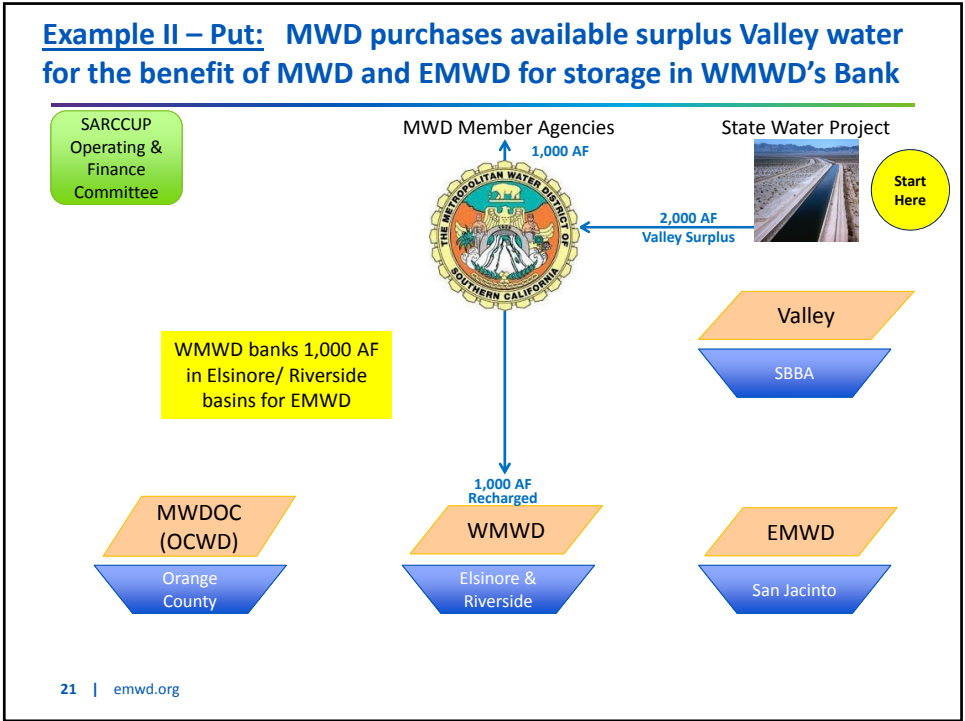 Example II – Put: MWD purchases available surplus Valley water
for the benefit of MWD and EMWD for storage in WMWD's Bank
SARCCUP
Operating &
Finance
Committee
MWD Member Agencies
1,000 AF
State Water Project
Start
Here
THE METROPOLITAN WATER DISTRICT OF
SOUTHERN CALIFORNIA
2,000 AF
Valley Surplus
Valley
SBBA
WMWD banks 1,000 AF
in Elsinore/ Riverside
basins for EMWD
1,000 AF
Recharged
MWDOC
(OCWD)
Orange
County
WMWD
Elsinore &
Riverside
EMWD
San Jacinto
21 | emwd.org